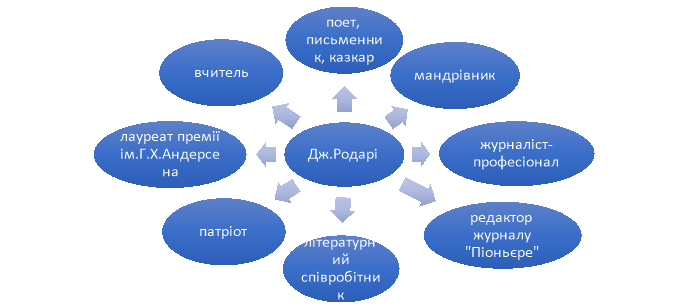 поет,
письменни
к, казкар
вчитель
мандрівник
лауреат премії
ім.Г.Х.Андерсе
на
Дж.Родарі
журналіст-
професіонал
патріот
редактор
журналу
"Піоньєре"
літературн
ий
співробітни
к